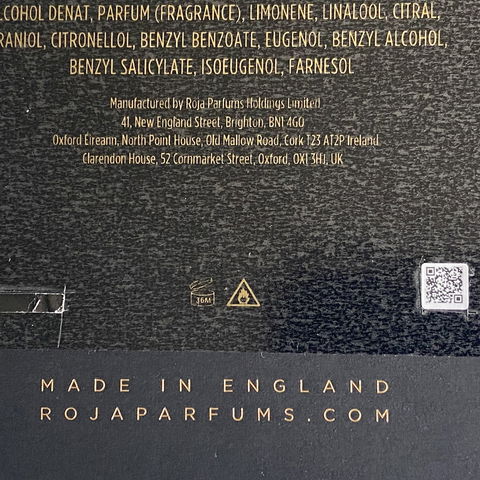 LCOHOL DENAT, PARFUM (FRAGRANCE), LIMONENE, LINALOOL, CITRAL,
RANIOL, CITRONELLOL, BENZYL BENZOATE, EUGENOL, BENZYL ALCOHOL,
BENZYL SALICYLATE, ISOEUGENOL, FARNESOL
Manufactured by Roja Parfums Holdings Limited
41, New England Street, Brighton, BN1 4GQ
Oxford Éireann, North Point House, Old Mallow Road, Cork T23 AT2P Ireland
Clarendon House, 52 Cornmarket Street, Oxford, OX1 3HJ, UK
36M
MADE IN ENGLAND
ROJAPARFUMS.COM